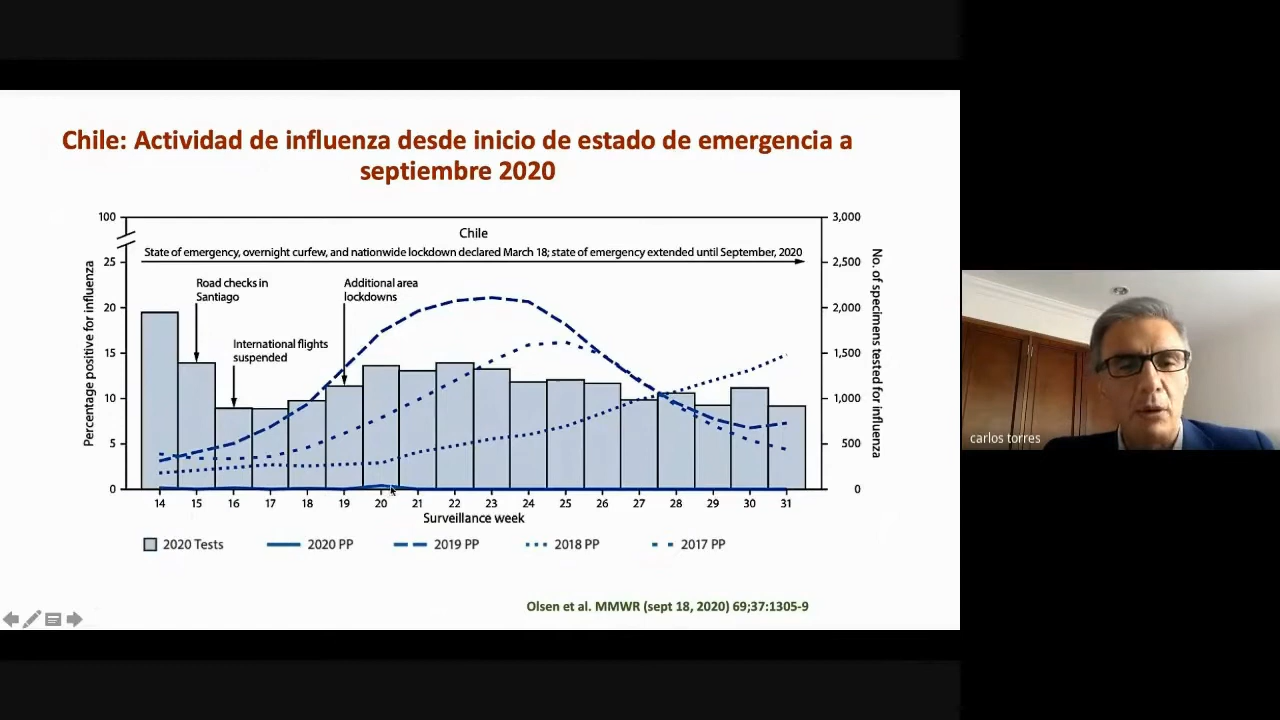 Chile: Actividad de influenza desde inicio de estado de emergencia a
septiembre 2020
Chile
State of emergency, overnight curfew, and nationwide lockdown declared March 18; state of emergency extended until September, 2020
Road checks in
Santiago
International flights
suspended
Additional area
lockdowns
Percentage positive for influenza
100
25
20
15
10
5
0
No. of specimens tested for influenza
3,000
2,500
2,000
1,500
1,000
500
0
14 15 16 17 18 19 20 21 22 23 24 25 26 27 28 29 30 31
Surveillance week
2020 Tests 2020 PP 2019 PP 2018 PP 2017 PP
Olsen et al. MMWR (sept 18, 2020) 69;37:1305-9
carlos torres